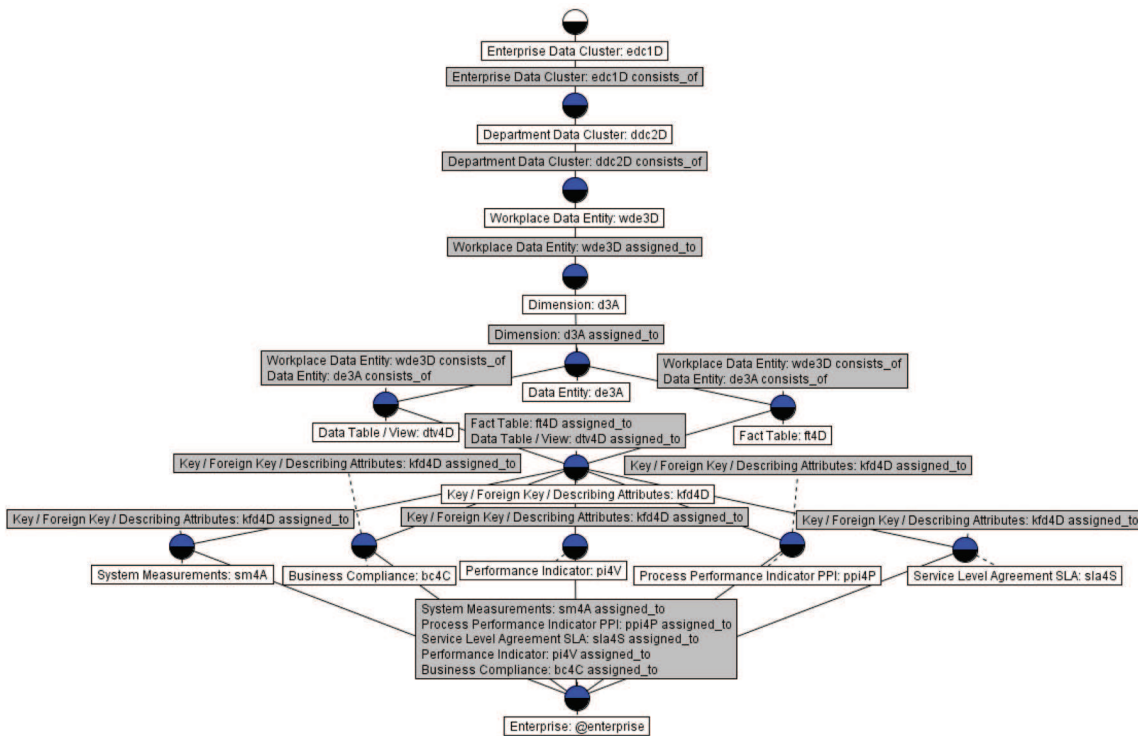 Enterprise Data Cluster: edc1D
Enterprise Data Cluster: edc1D consists_of
Department Data Cluster: ddc2D
Department Data Cluster: ddc2D consists_of
Workplace Data Entity: wde3D
Workplace Data Entity: wde3D assigned_to
Dimension: d3A
Dimension: d3A assigned_to
Workplace Data Entity: wde3D consists_of
Data Entity: de3A consists_of
Workplace Data Entity: wde3D consists_of
Data Entity: de3A consists_of
Data Entity: de3A
Data Table / View: dtv4D
Fact Table: ft4D assigned_to
Data Table / View: dtv4D assigned_to
Fact Table: ft4D
Key / Foreign Key / Describing Attributes: kfd4D assigned_to
Key / Foreign Key / Describing Attributes: kfd4D assigned_to
Key / Foreign Key / Describing Attributes: kfd4D
Key / Foreign Key / Describing Attributes: kfd4D assigned_to
Key / Foreign Key / Describing Attributes: kfd4D assigned_to
Key / Foreign Key / Describing Attributes: kfd4D assigned_to
System Measurements: sm4A
Business Compliance: bc4C
Performance Indicator: pi4V
Process Performance Indicator PPI: ppi4P
Service Level Agreement SLA: sla4S
System Measurements: sm4A assigned_to
Process Performance Indicator PPI: ppi4P assigned_to
Service Level Agreement SLA: sla4S assigned_to
Performance Indicator: pi4V assigned_to
Business Compliance: bc4C assigned_to
Enterprise: @enterprise